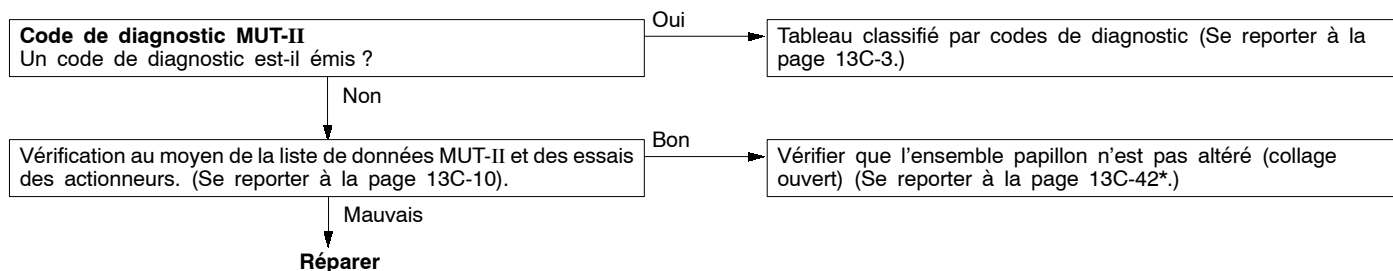 Code de diagnostic MUT-II
Un code de diagnostic est-il émis ?
Oui
Tableau classifié par codes de diagnostic (Se reporter à la
page 13C-3.)
Non
Vérification au moyen de la liste de données MUT-II et des essais
des actionneurs. (Se reporter à la page 13C-10).
Bon
Vérifier que l'ensemble papillon n'est pas altéré (collage
ouvert) (Se reporter à la page 13C-42*.)
Mauvais
Réparer